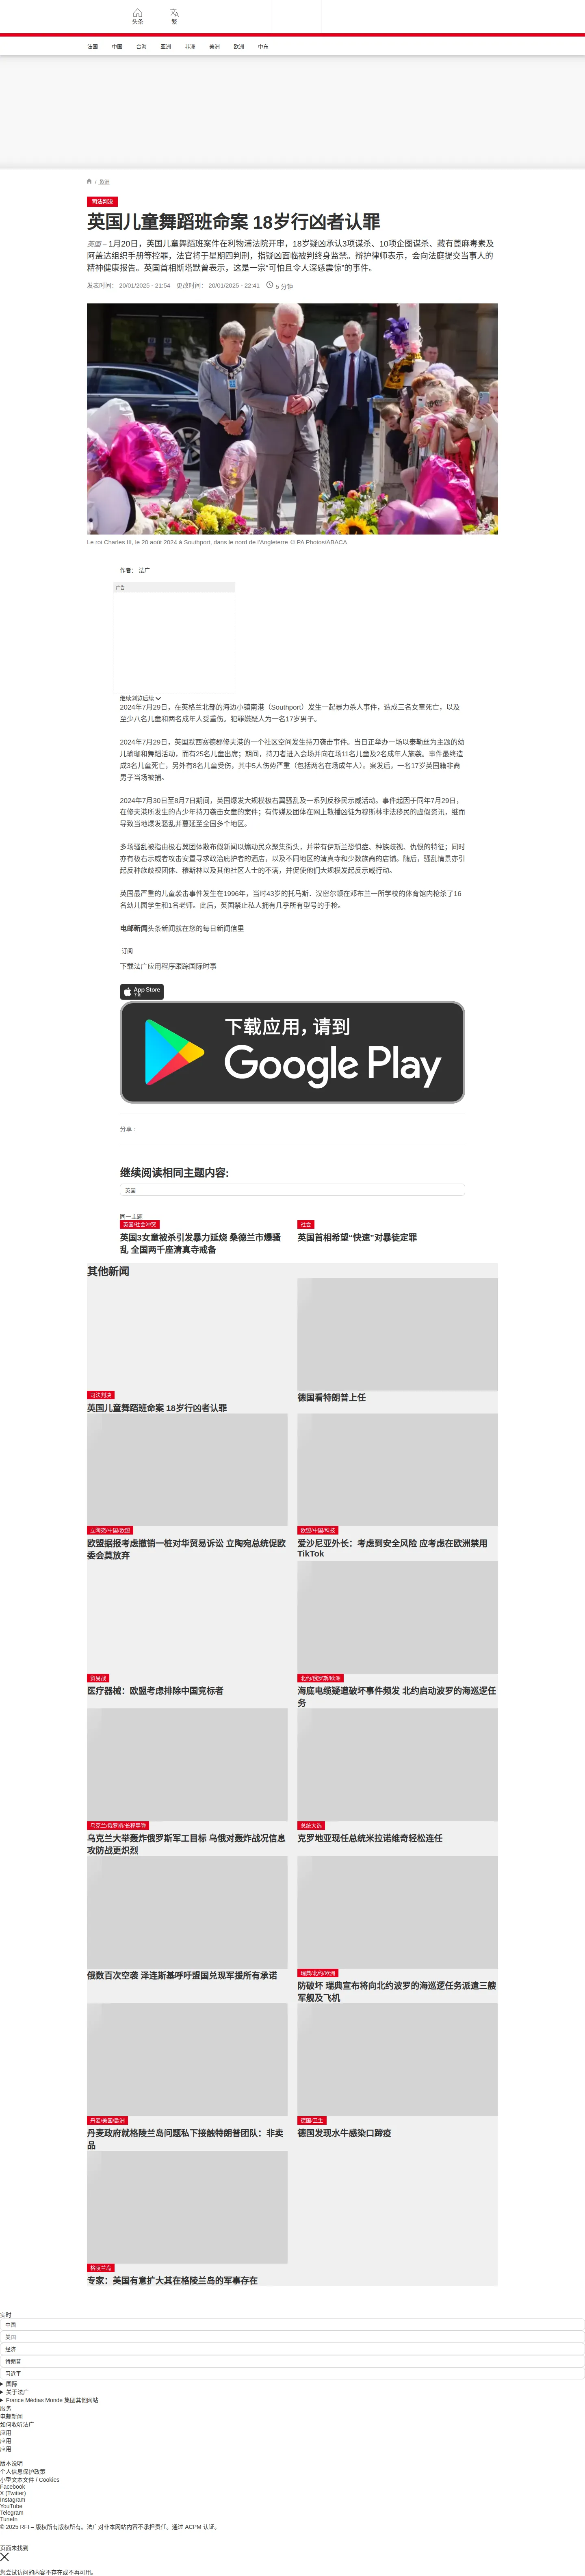 头条
繁
法国
中国
台海
亚洲
非洲
美洲
欧洲
中东
/ 欧洲
司法判决
英国儿童舞蹈班命案 18岁行凶者认罪
英国 – 1月20日，英国儿童舞蹈班案件在利物浦法院开审，18岁疑凶承认3项谋杀、10项企图谋杀、藏有蓖麻毒素及
阿盖达组织手册等控罪，法官将于星期四判刑，指疑凶面临被判终身监禁。辩护律师表示，会向法庭提交当事人的
精神健康报告。英国首相斯塔默曾表示，这是一宗“可怕且令人深感震惊”的事件。
发表时间： 20/01/2025 - 21:54 更改时间： 20/01/2025 - 22:41 5 分钟
Le roi Charles III, le 20 août 2024 à Southport, dans le nord de l'Angleterre © PA Photos/ABACA
作者： 法广
广告
继续浏览后续
2024年7月29日，在英格兰北部的海边小镇南港（Southport）发生一起暴力杀人事件，造成三名女童死亡，以及
至少八名儿童和两名成年人受重伤。犯罪嫌疑人为一名17岁男子。
2024年7月29日，英国默西赛德郡修夫港的一个社区空间发生持刀袭击事件。当日正举办一场以泰勒丝为主题的幼
儿瑜珈和舞蹈活动，而有25名儿童出席；期间，持刀者进入会场并向在场11名儿童及2名成年人施袭。事件最终造
成3名儿童死亡，另外有8名儿童受伤，其中5人伤势严重（包括两名在场成年人）。案发后，一名17岁英国籍非裔
男子当场被捕。
2024年7月30日至8月7日期间，英国爆发大规模极右翼骚乱及一系列反移民示威活动。事件起因于同年7月29日，
在修夫港所发生的青少年持刀袭击女童的案件；有传媒及团体在网上散播凶徒为穆斯林非法移民的虚假资讯，继而
导致当地爆发骚乱并蔓延至全国多个地区。
多场骚乱被指由极右翼团体散布假新闻以煽动民众聚集街头，并带有伊斯兰恐惧症、种族歧视、仇恨的特征；同时
亦有极右示威者攻击安置寻求政治庇护者的酒店，以及不同地区的清真寺和少数族裔的店铺。随后，骚乱情景亦引
起反种族歧视团体、穆斯林以及其他社区人士的不满，并促使他们大规模发起反示威行动。
英国最严重的儿童袭击事件发生在1996年，当时43岁的托马斯．汉密尔顿在邓布兰一所学校的体育馆内枪杀了16
名幼儿园学生和1名老师。此后，英国禁止私人拥有几乎所有型号的手枪。
电邮新闻头条新闻就在您的每日新闻信里
订阅
下载法广应用程序跟踪国际时事
App Store
下载应用，请到
Google Play
分享 :
继续阅读相同主题内容:
英国
同一主题
英国/社会冲突
英国3女童被杀引发暴力延烧 桑德兰市爆骚
乱 全国两千座清真寺戒备
社会
英国首相希望“快速”对暴徒定罪
其他新闻
司法判决
英国儿童舞蹈班命案 18岁行凶者认罪
德国看特朗普上任
立陶宛/中国/欧盟
欧盟据报考虑撤销一桩对华贸易诉讼 立陶宛总统促欧
委会莫放弃
欧盟/中国/科技
爱沙尼亚外长：考虑到安全风险 应考虑在欧洲禁用
TikTok
贸易战
医疗器械：欧盟考虑排除中国竞标者
北约/俄罗斯/欧洲
海底电缆疑遭破坏事件频发 北约启动波罗的海巡逻任
务
乌克兰/俄罗斯/长程导弹
乌克兰大举轰炸俄罗斯军工目标 乌俄对轰炸战况信息
攻防战更炽烈
总统大选
克罗地亚现任总统米拉诺维奇轻松连任
俄数百次空袭 泽连斯基呼吁盟国兑现军援所有承诺
瑞典/北约/欧洲
防破坏 瑞典宣布将向北约波罗的海巡逻任务派遣三艘
军舰及飞机
丹麦/美国/欧洲
丹麦政府就格陵兰岛问题私下接触特朗普团队：非卖
品
德国/卫生
德国发现水牛感染口蹄疫
格陵兰岛
专家：美国有意扩大其在格陵兰岛的军事存在
实时
中国
美国
经济
特朗普
习近平
国际
关于法广
France Médias Monde 集团其他网站
服务
电邮新闻
如何收听法广
应用
应用
应用
版本说明
个人信息保护政策
小型文本文件 / Cookies
Facebook
X (Twitter)
Instagram
YouTube
Telegram
TuneIn
© 2025 RFI – 版权所有版权所有。法广对非本网站内容不承担责任。通过 ACPM 认证。
页面未找到
您尝试访问的内容不存在或不再可用。